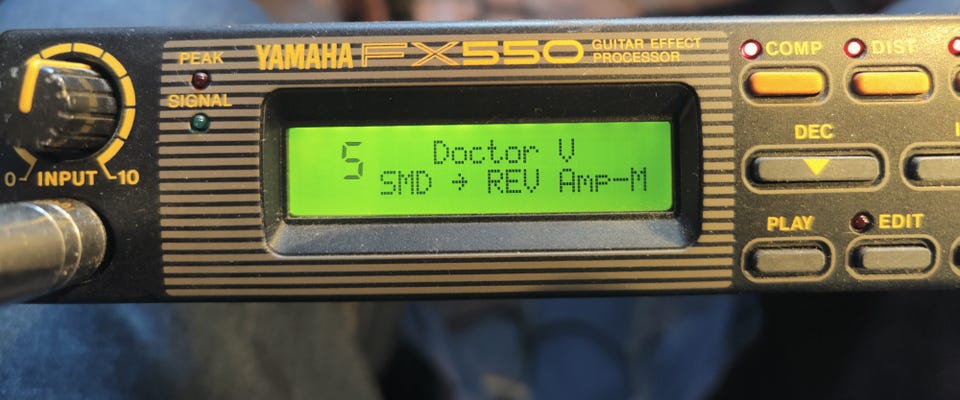 PEAK
SIGNAL
0 INPUT 10
YAMAHA FX550 GUITAR EFFECT PROCESSOR
5 Doctor V
SMD → REV Amp-M
COMP DIST
DEC
PLAY EDIT